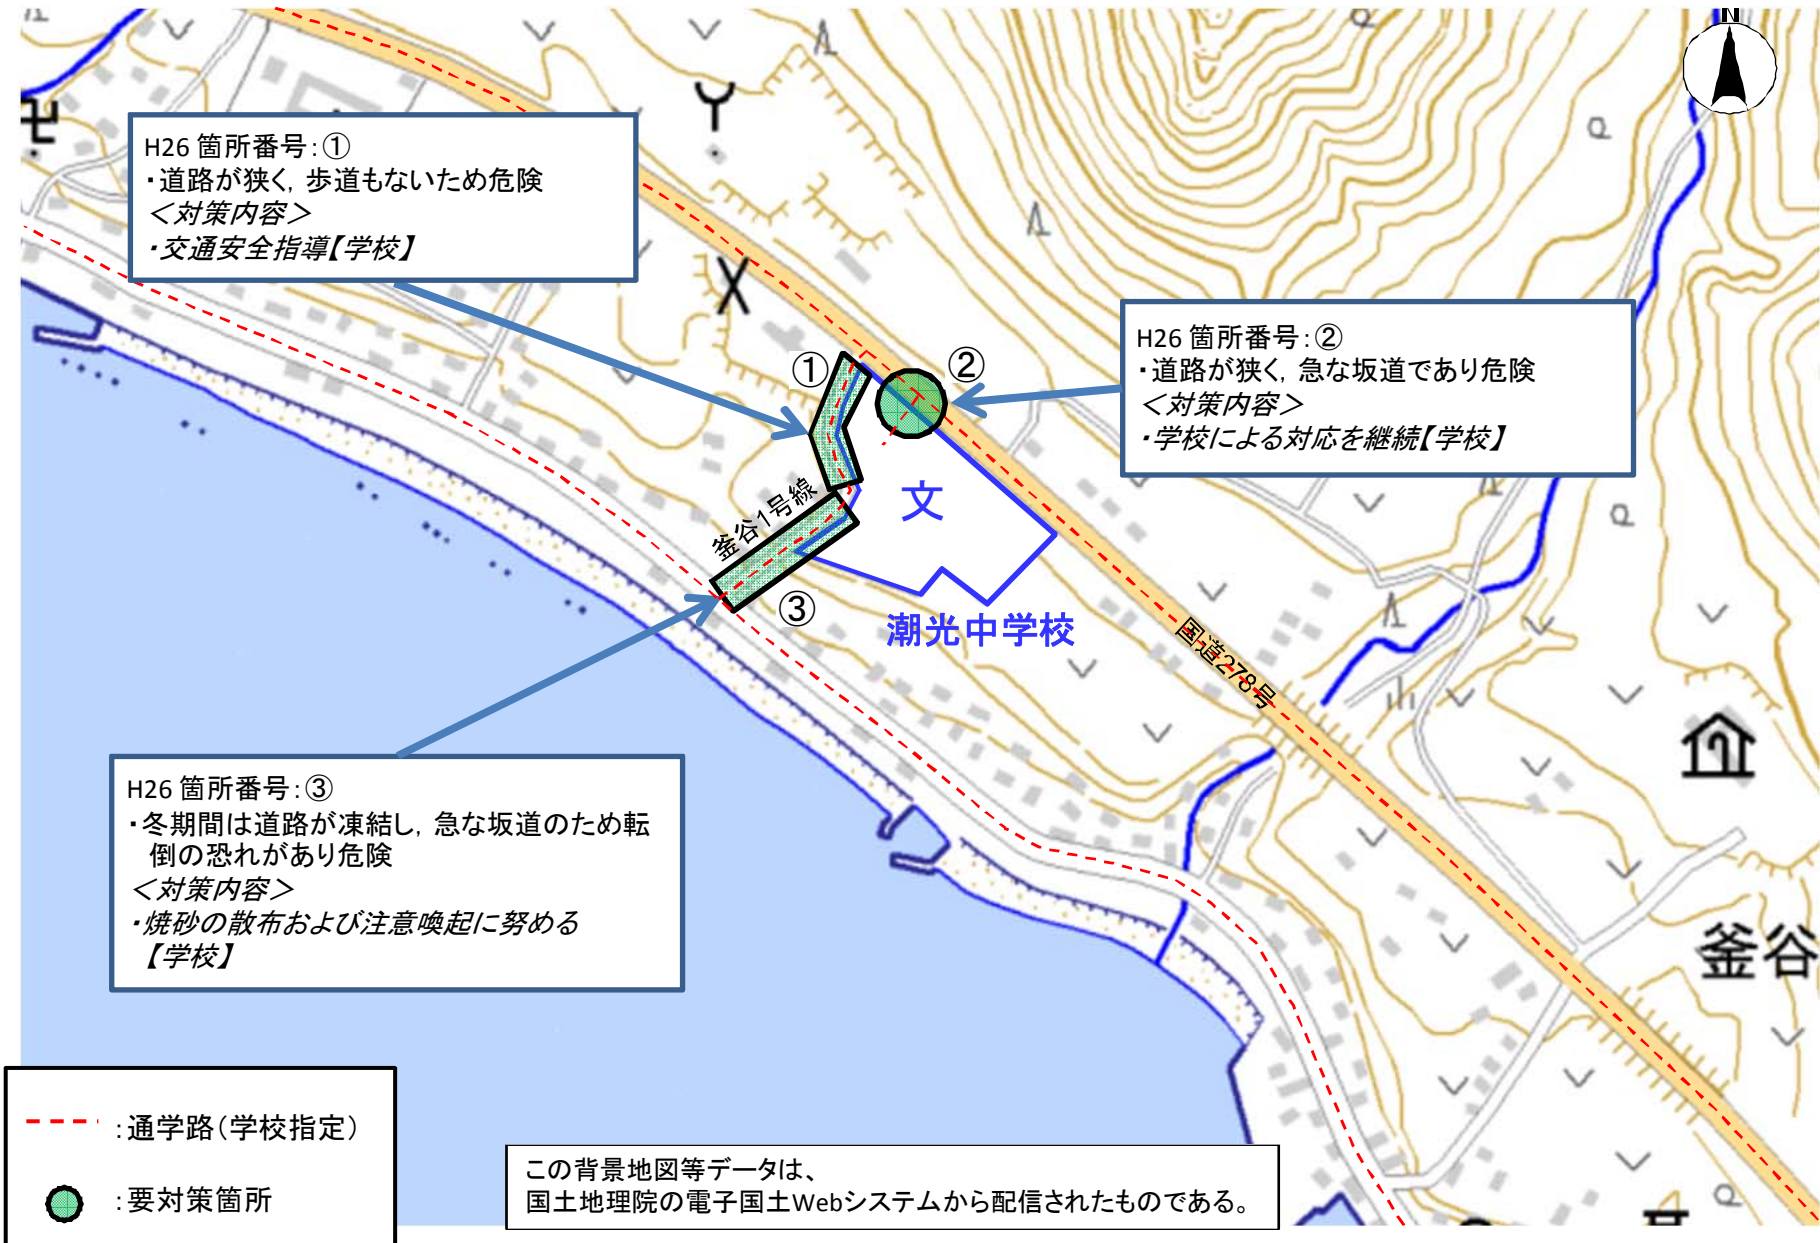 N
H26 箇所番号：①
・道路が狭く，歩道もないため危険
＜対策内容＞
・交通安全指導【学校】
H26 箇所番号：②
・道路が狭く，急な坂道であり危険
＜対策内容＞
・学校による対応を継続【学校】
①
②
文
釜谷1号線
③
潮光中学校
国道278号
H26 箇所番号：③
・冬期間は道路が凍結し，急な坂道のため転
倒の恐れがあり危険
＜対策内容＞
・焼砂の散布および注意喚起に努める
【学校】
釜谷
：通学路（学校指定）
：要対策箇所
この背景地図等データは、
国土地理院の電子国土Webシステムから配信されたものである。